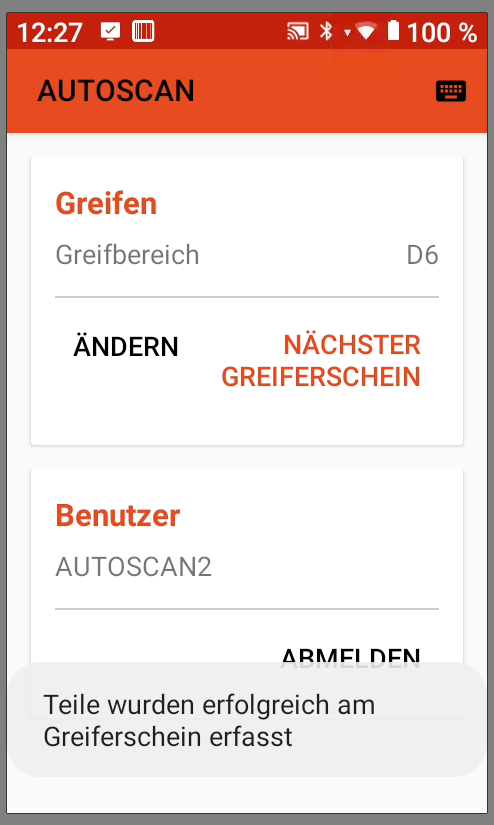 12:27 100 %
AUTOSCAN
Greifen
Greifbereich D6
ÄNDERN
NÄCHSTER
GREIFERSCHEIN
Benutzer
AUTOSCAN2
ABMELDEN
Teile wurden erfolgreich am
Greiferschein erfasst